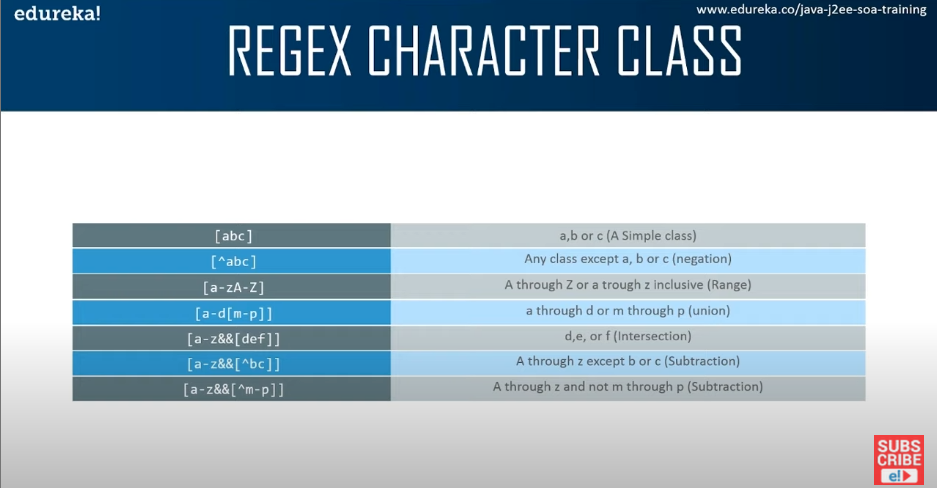 edureka!
www.edureka.co/java-j2ee-soa-training
REGEX CHARACTER CLASS
[abc] a,b or c (A Simple class)
[^abc] Any class except a, b or c (negation)
[a-zA-Z] A through Z or a trough z inclusive (Range)
[a-d[m-p]] a through d or m through p (union)
[a-z&&[def]] d,e, or f (Intersection)
[a-z&&[^bc]] A through z except b or c (Subtraction)
[a-z&&[^m-p]] A through z and not m through p (Subtraction)
SUBS
CRIBE
e!